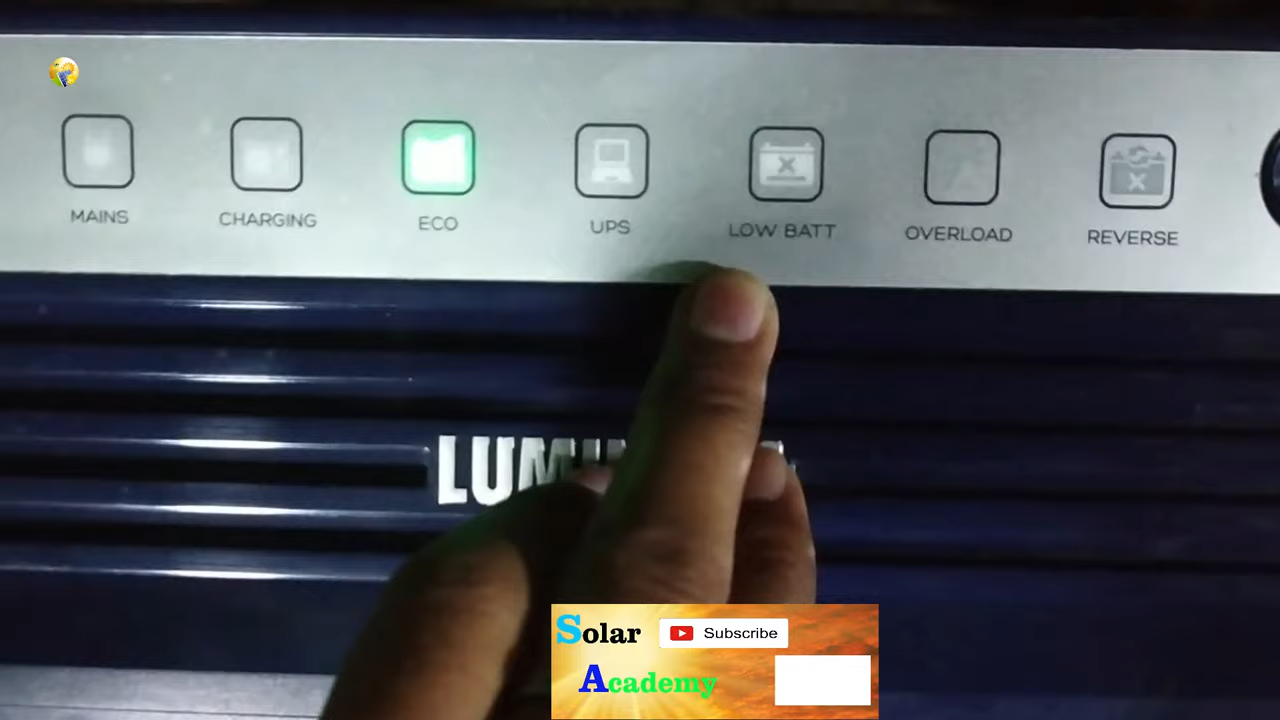 MAINS
CHARGING
ECO
UPS
LOW BATT
OVERLOAD
REVERSE
Solar
Subscribe
Academy